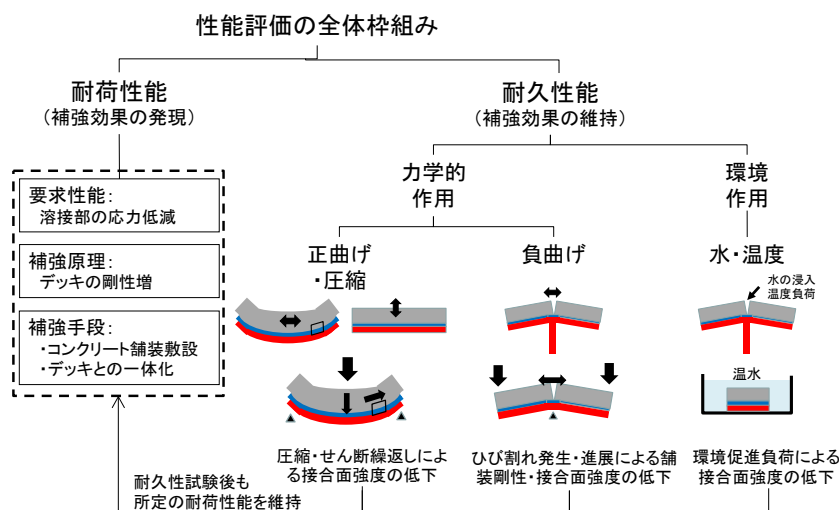 性能評価の全体枠組み
耐荷性能
（補強効果の発現）
要求性能：
溶接部の応力低減
補強原理：
デッキの剛性増
補強手段：
・コンクリート舗装敷設
・デッキとの一体化
耐久性試験後も
所定の耐荷性能を維持
耐久性能
（補強効果の維持）
力学的
作用
正曲げ
・圧縮
圧縮・せん断繰返しによ
る接合面強度の低下
負曲げ
ひび割れ発生・進展による舗
装剛性・接合面強度の低下
環境
作用
水・温度
水の浸入
温度負荷
温水
環境促進負荷による
接合面強度の低下